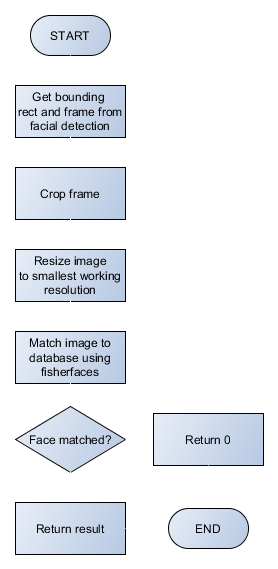 START
Get bounding
rect and frame from
facial detection
Crop frame
Resize image
to smallest working
resolution
Match image to
database using
fisherfaces
Face matched?
Return 0
Return result
END